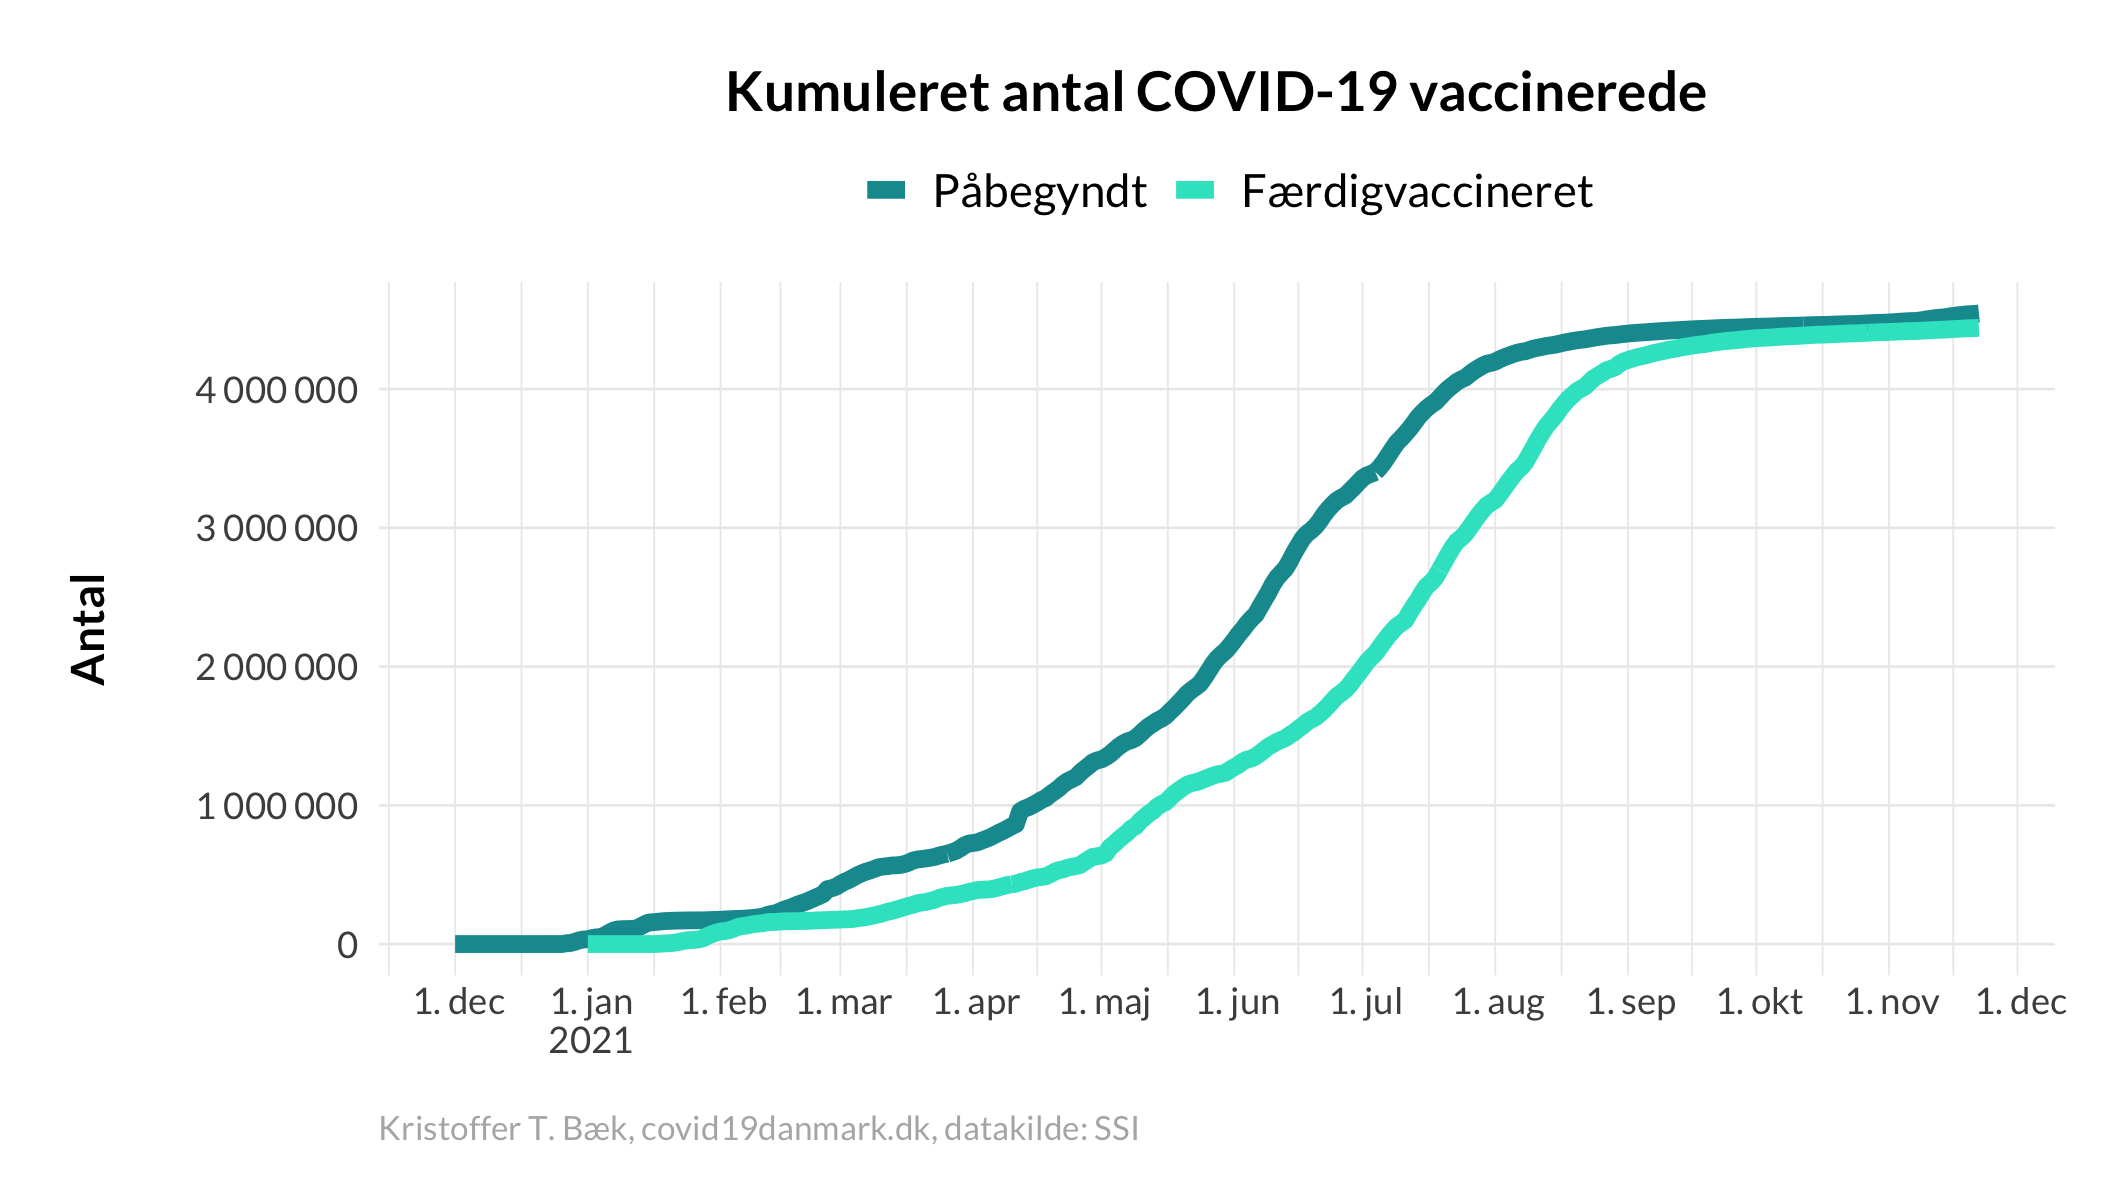 Kumuleret antal COVID-19 vaccinerede
Påbegyndt Færdigvaccineret
Antal
4 000 000
3 000 000
2 000 000
1 000 000
0
1. dec 1. jan 1. feb 1. mar 1. apr 1. maj 1. jun 1. jul 1. aug 1. sep 1. okt 1. nov 1. dec
2021
Kristoffer T. Bæk, covid19danmark.dk, datakilde: SSI